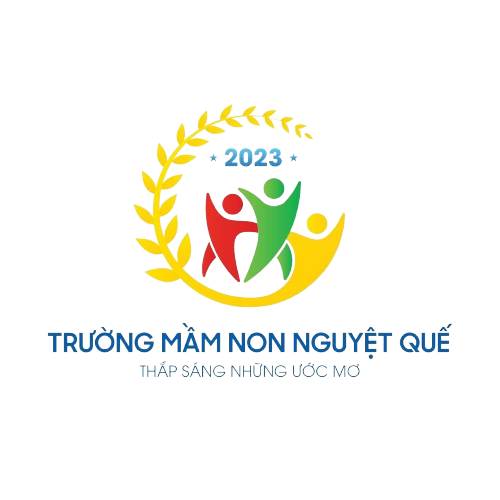 2023
TRƯỜNG MẦM NON NGUYỆT QUẾ
THẮP SÁNG NHỮNG ƯỚC MƠ